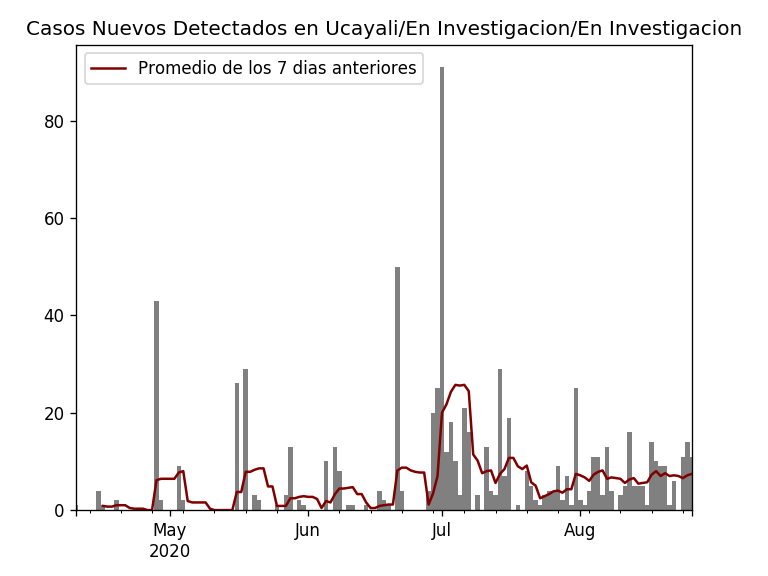 Casos Nuevos Detectados en Ucayali/En Investigacion/En Investigacion
Promedio de los 7 dias anteriores
80
60
40
20
0
May Jun Jul Aug
2020